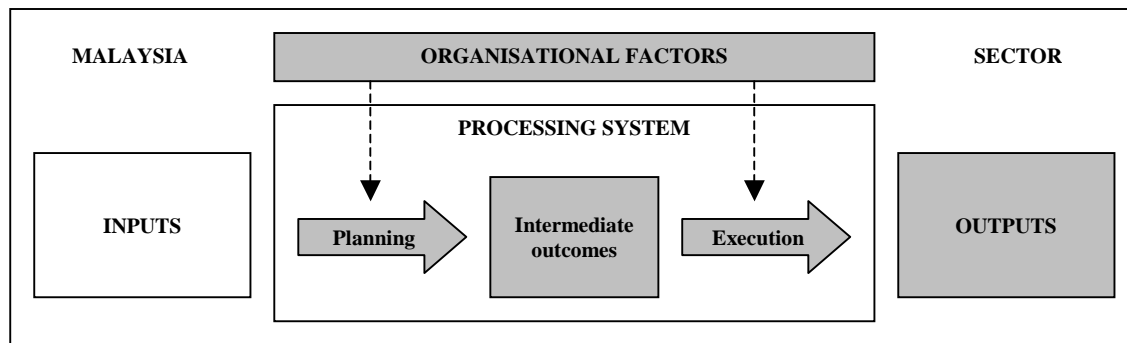 MALAYSIA
ORGANISATIONAL FACTORS
SECTOR
PROCESSING SYSTEM
INPUTS
Planning
Intermediate
outcomes
Execution
OUTPUTS